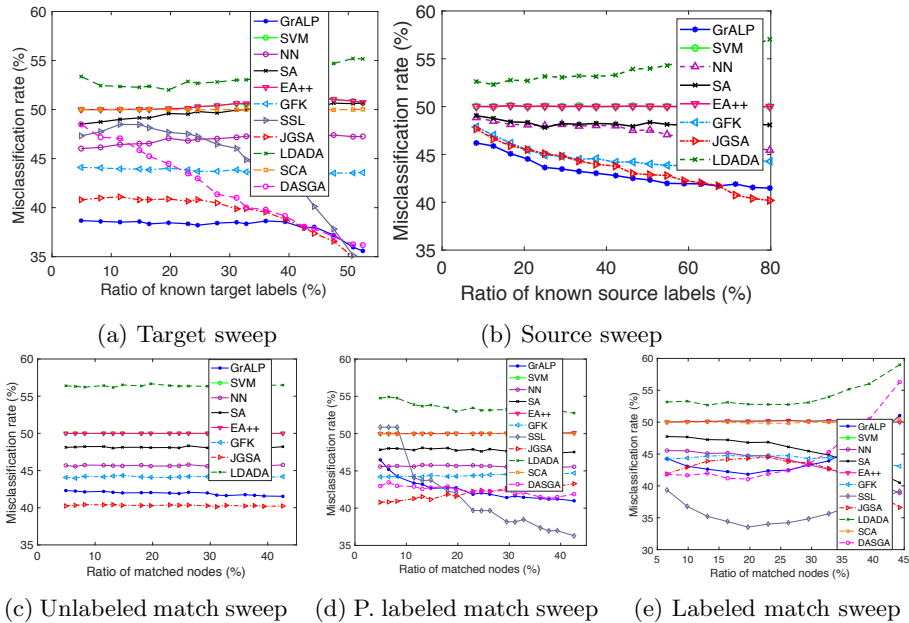 Misclassification rate (%)
60
55
50
45
40
35
0
10
20
30
40
50
Ratio of known target labels (%)
GrALP
SVM
NN
SA
EA++
GFK
SSL
JGSA
LDADA
SCA
DASGA
(a) Target sweep
Misclassification rate (%)
60
55
50
45
40
35
0
10
20
30
40
50
60
70
80
Ratio of known source labels (%)
GrALP
SVM
NN
SA
EA++
GFK
JGSA
LDADA
(b) Source sweep
Misclassification rate (%)
60
55
50
45
40
35
0
10
20
30
40
Ratio of matched nodes (%)
GrALP
SVM
NN
SA
EA++
GFK
JGSA
LDADA
(c) Unlabeled match sweep
Misclassification rate (%)
60
55
50
45
40
35
0
10
20
30
40
Ratio of matched nodes (%)
GrALP
SVM
NN
SA
EA++
GFK
SSL
JGSA
LDADA
SCA
DASGA
(d) P. labeled match sweep
Misclassification rate (%)
60
55
50
45
40
35
30
5
10
15
20
25
30
35
40
45
Ratio of matched nodes (%)
GrALP
SVM
NN
SA
EA++
GFK
SSL
JGSA
LDADA
SCA
DASGA
(e) Labeled match sweep